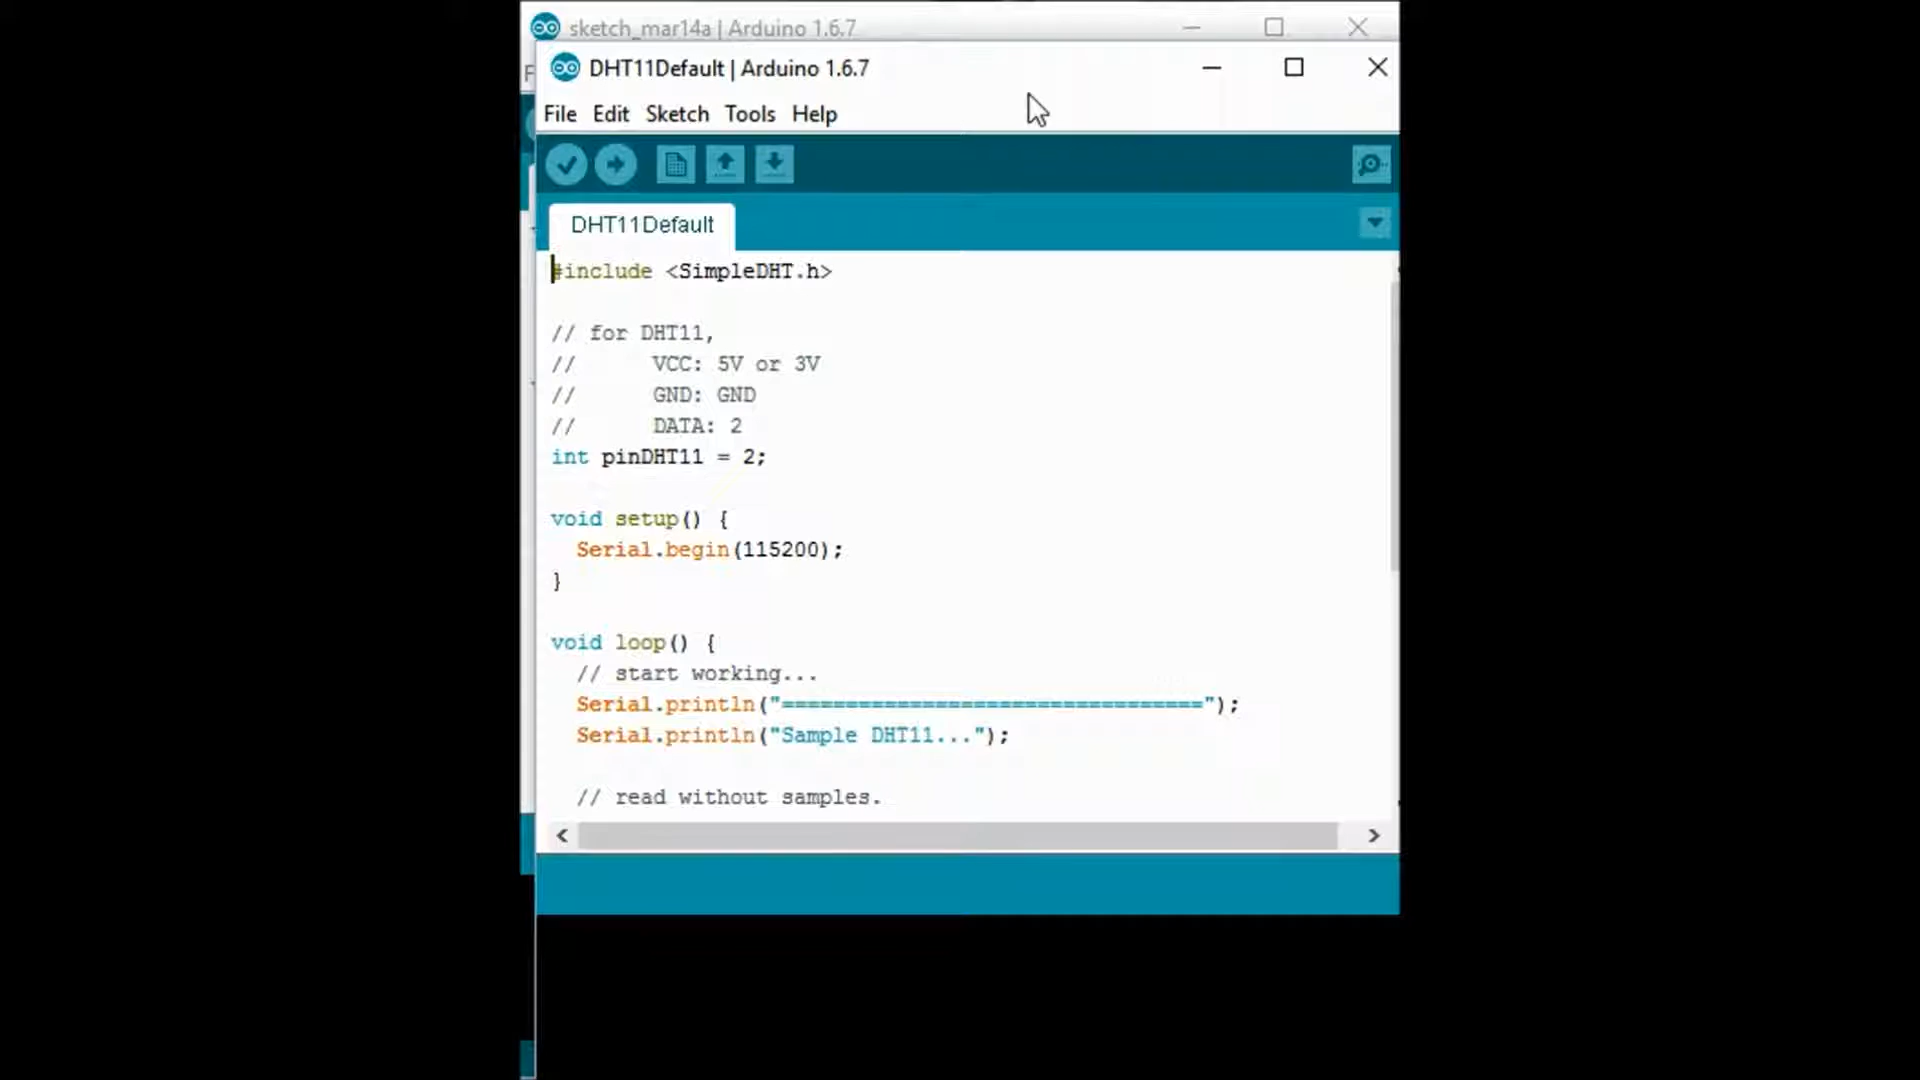 sketch_mar14a | Arduino 1.6.7
F
DHT11Default | Arduino 1.6.7
File Edit Sketch Tools Help
DHT11Default
#include <SimpleDHT.h>
// for DHT11,
//      VCC: 5V or 3V
//      GND: GND
//      DATA: 2
int pinDHT11 = 2;
void setup() {
  Serial.begin(115200);
}
void loop() {
  // start working...
  Serial.println("=================================");
  Serial.println("Sample DHT11...");
  // read without samples.